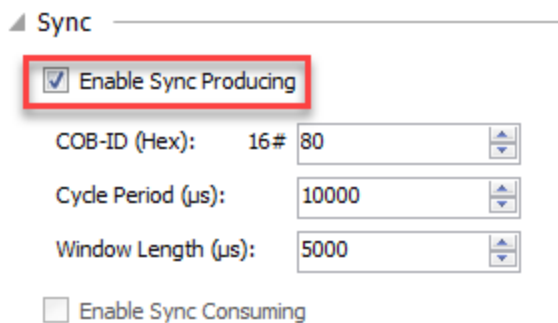 Sync
Enable Sync Producing
COB-ID (Hex): 16# 80
Cycle Period (µs): 10000
Window Length (µs): 5000
Enable Sync Consuming